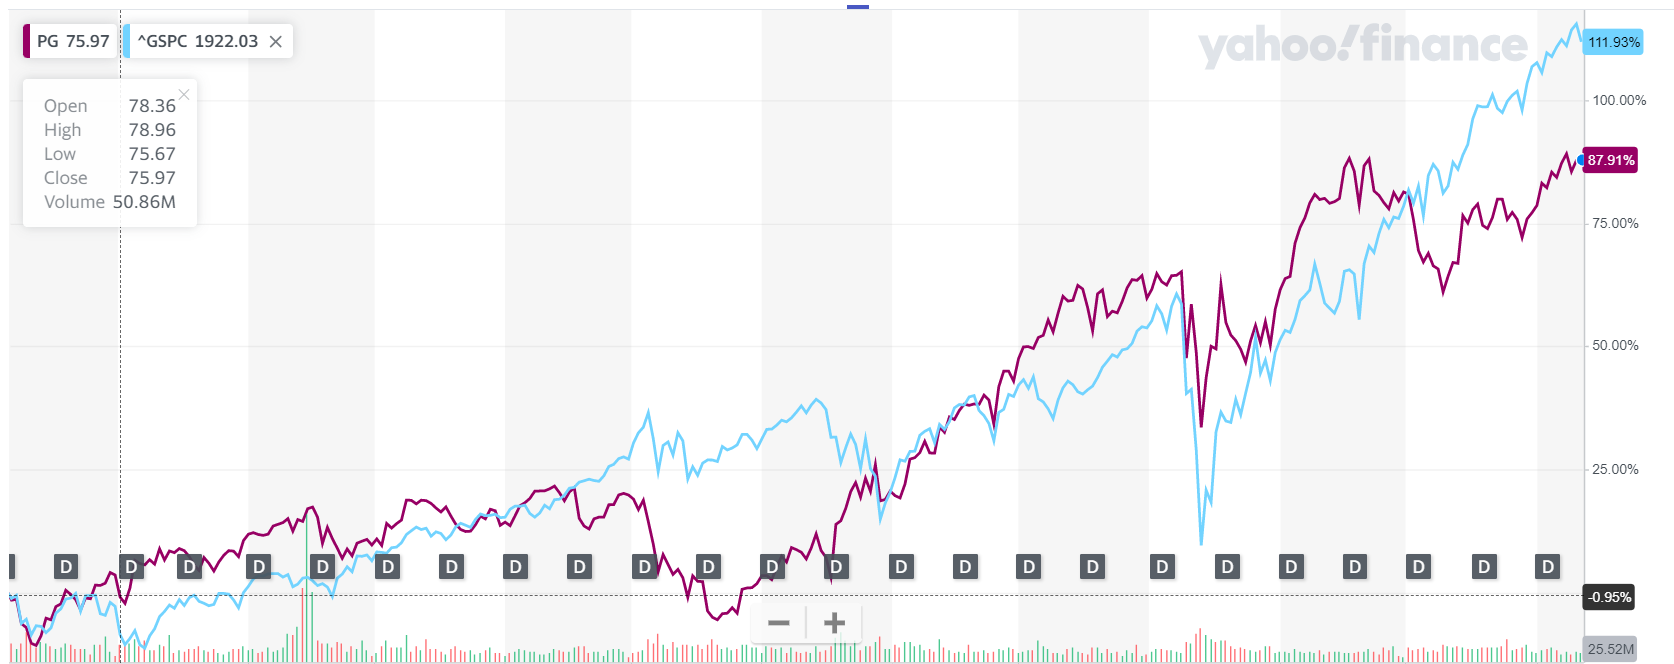 PG 75.97
^GSPC 1922.03
yahoo!finance
111.93%
Open 78.36
High 78.96
Low 75.67
Close 75.97
Volume 50.86M
100.00%
87.91%
75.00%
50.00%
25.00%
D D D D D D D D D D D D D D D D D D D D D D D D
-0.95%
− +
25.52M